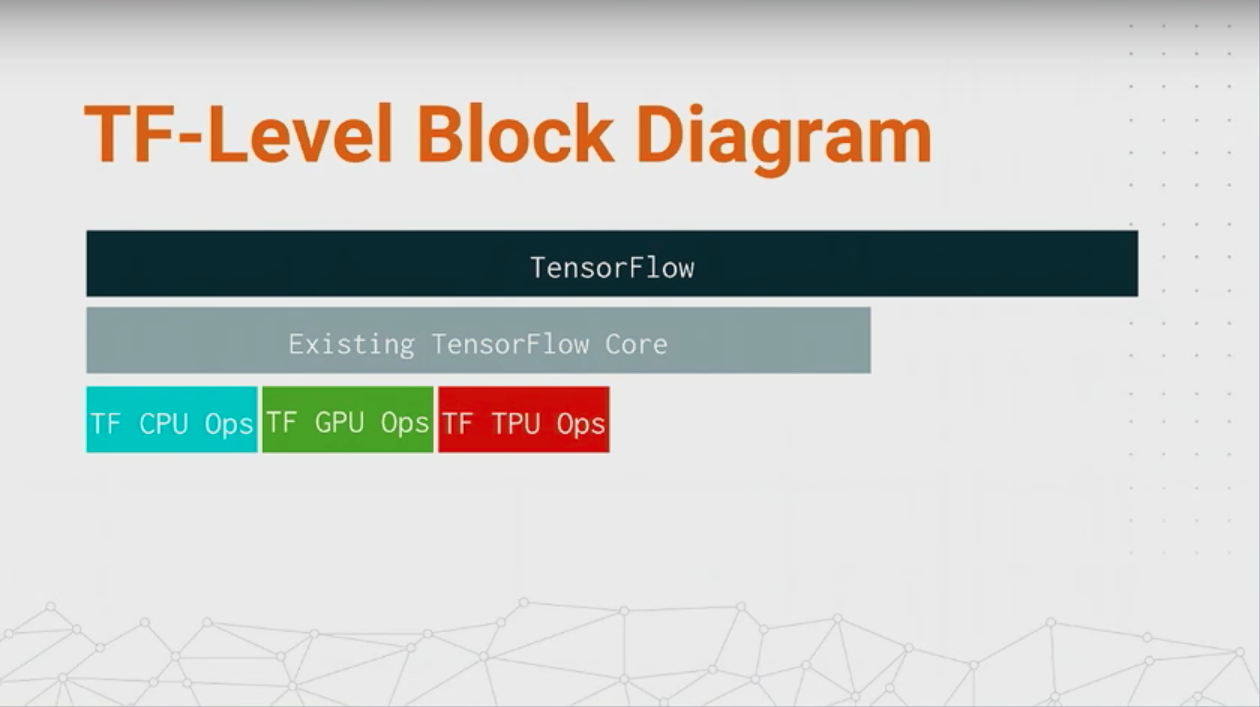 TF-Level Block Diagram
TensorFlow
Existing TensorFlow Core
TF CPU Ops
TF GPU Ops
TF TPU Ops